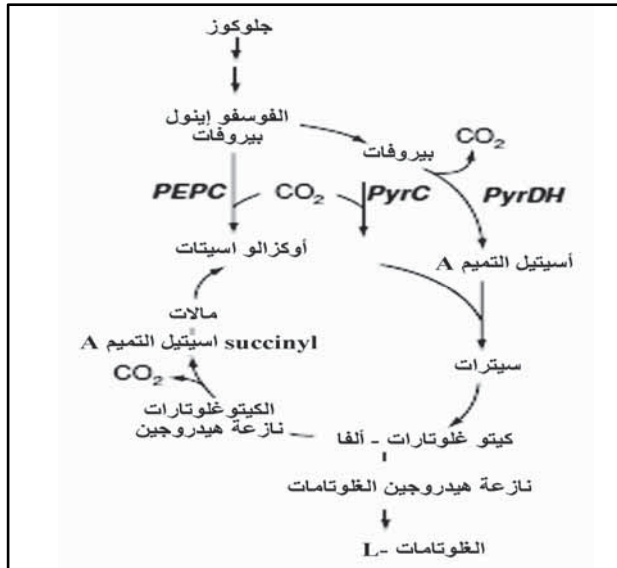 جلوكوز
الفوسفو إينول
بيروفات
بيروفات
CO2
PEPC
CO2
PyrC
PyrDH
أوكزالو اسيتات
أسيتيل التميم A
مالات
succinyl اسيتيل التميم A
سيترات
CO2
الكيتوغلوتارات
نازعة هيدروجين
كيتو غلوتارات - ألفا
نازعة هيدروجين الغلوتامات
الغلوتامات -L